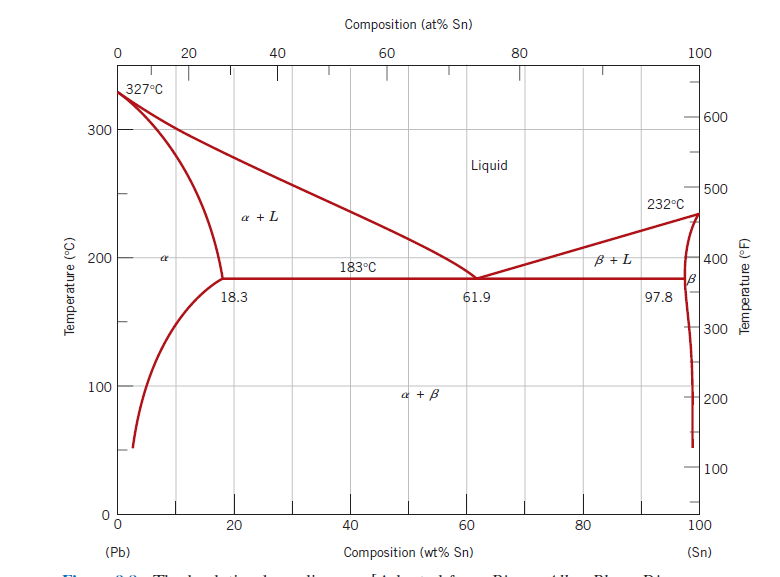 Composition (at% Sn)
0 20 40 60 80 100
327°C
600
300
Liquid
500
232°C
α + L
200
α
183°C
β + L
400
β
18.3
61.9
97.8
300
Temperature (°C)
Temperature (°F)
100
α + β
200
100
0
0 20 40 60 80 100
(Pb)
Composition (wt% Sn)
(Sn)